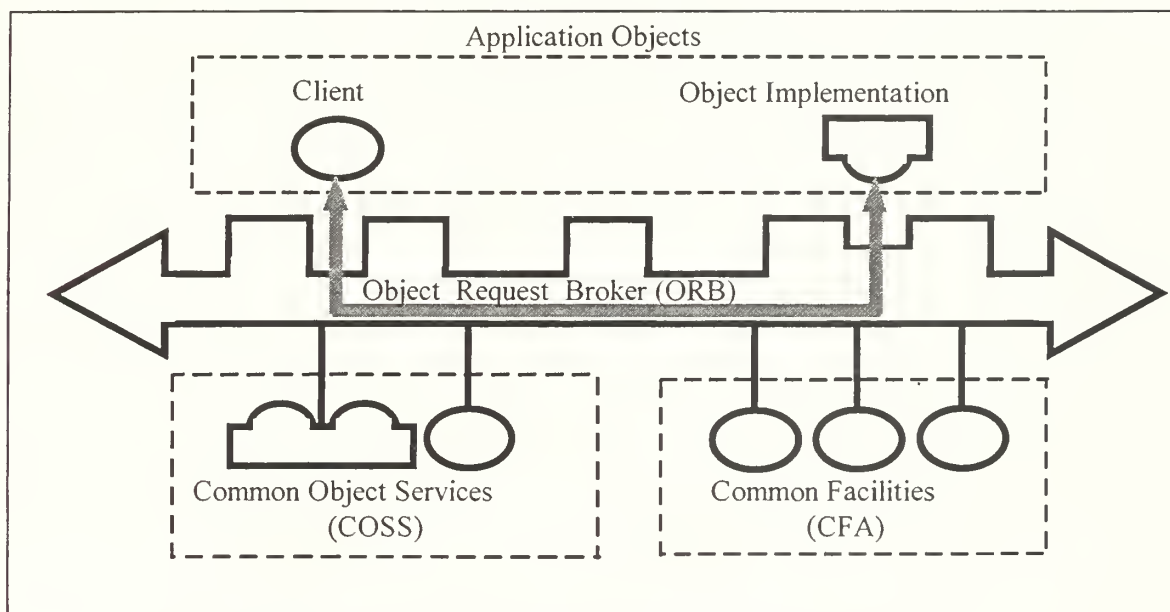 Application Objects
Client
Object Implementation
Object Request Broker (ORB)
Common Object Services
(COSS)
Common Facilities
(CFA)